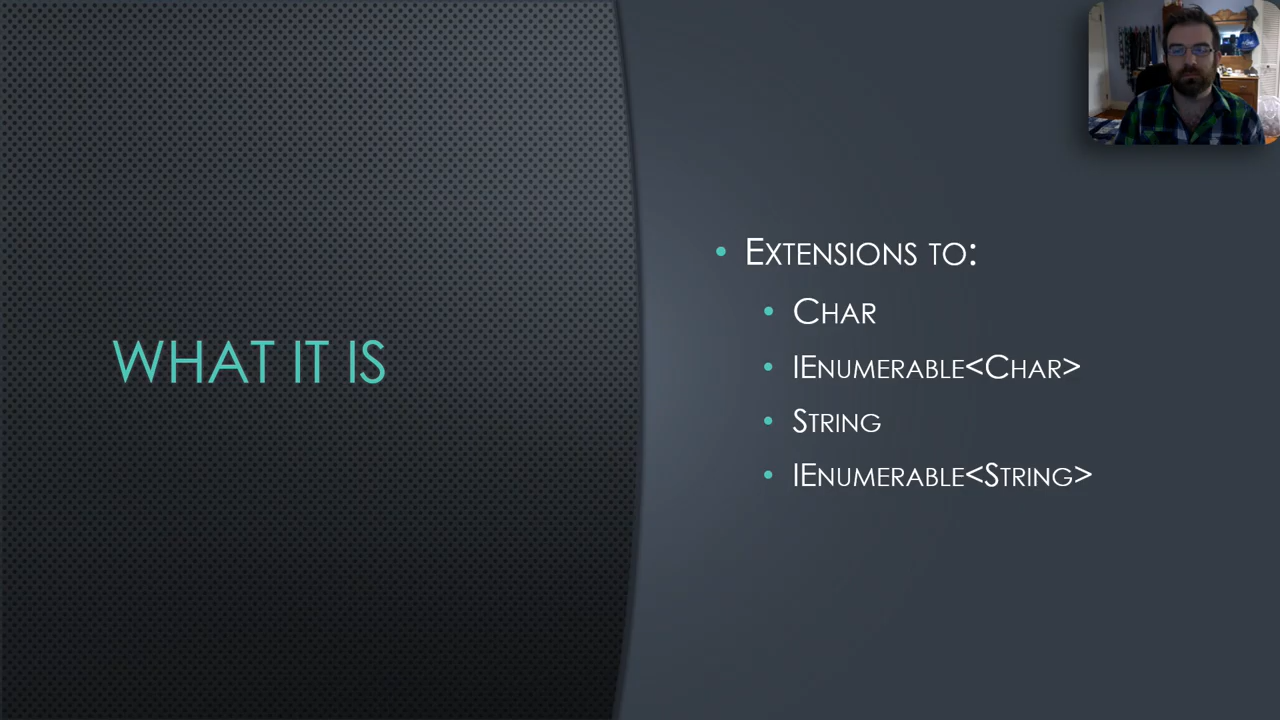 WHAT IT IS
• EXTENSIONS TO:
• CHAR
• IENUMERABLE<CHAR>
• STRING
• IENUMERABLE<STRING>